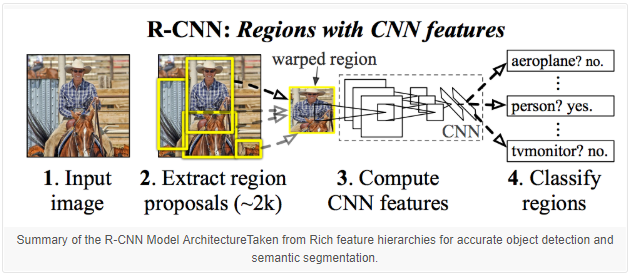 R-CNN: Regions with CNN features
warped region
aeroplane? no.
person? yes.
tvmonitor? no.
CNN
1. Input
image
2. Extract region
proposals (~2k)
3. Compute
CNN features
4. Classify
regions
Summary of the R-CNN Model ArchitectureTaken from Rich feature hierarchies for accurate object detection and
semantic segmentation.